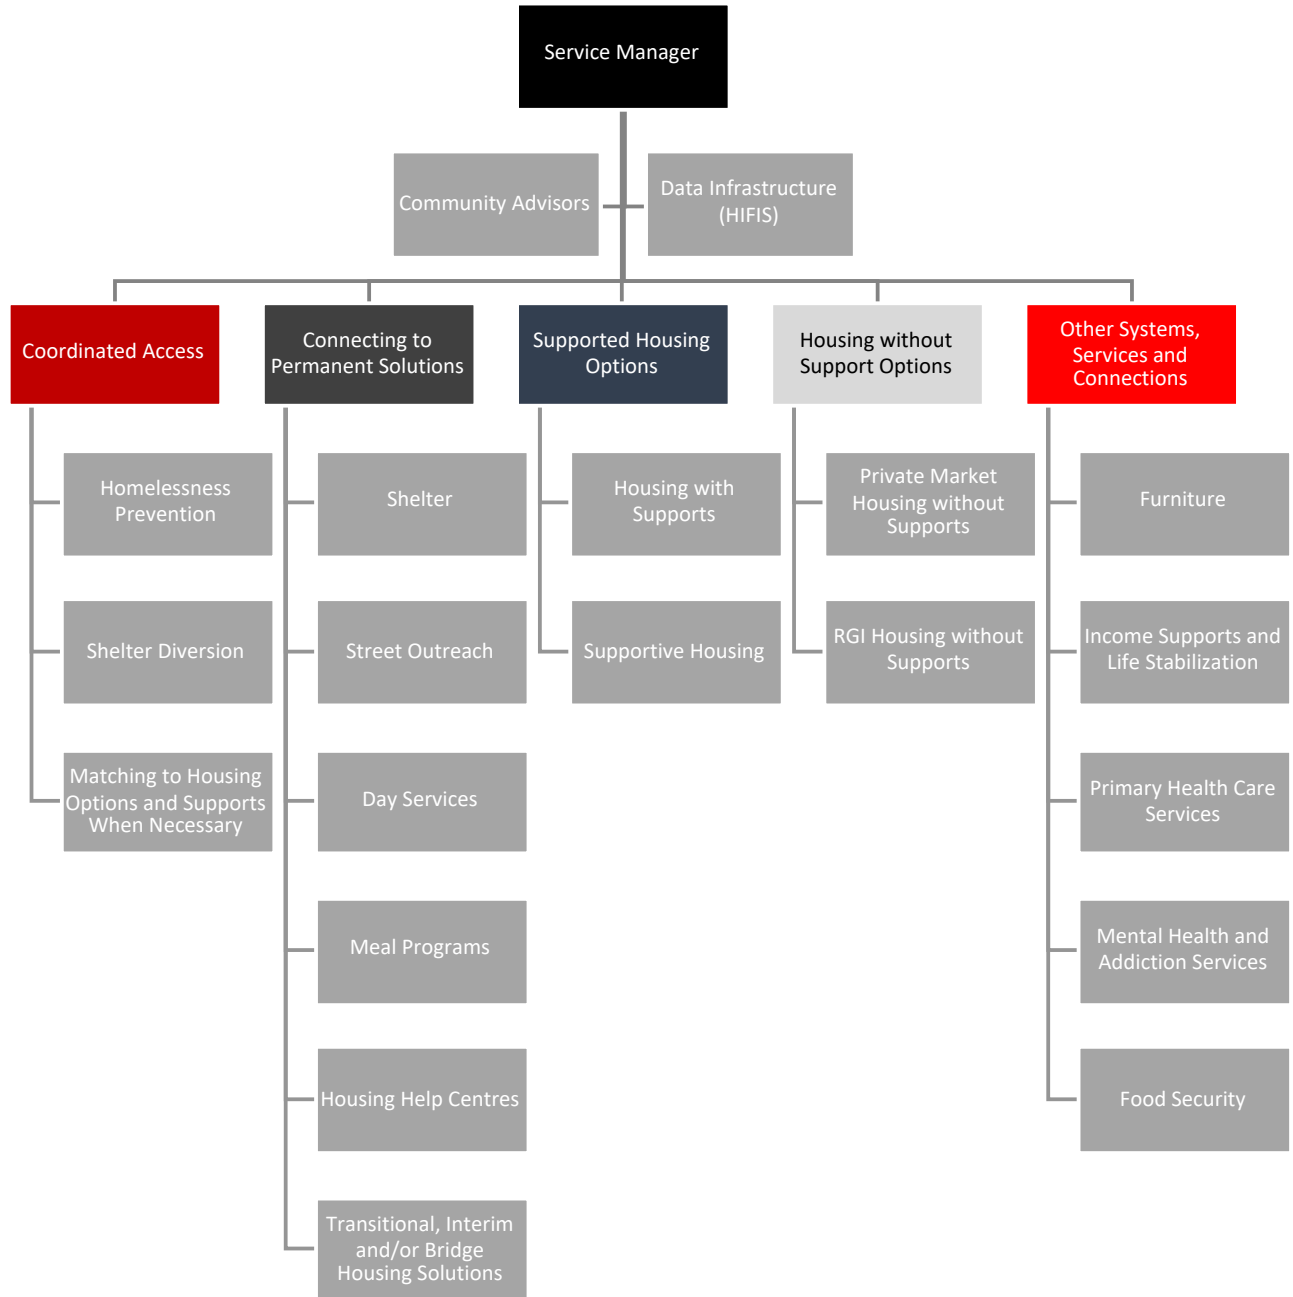 Service Manager
Community Advisors
Data Infrastructure
(HIFIS)
Coordinated Access
Connecting to
Permanent Solutions
Supported Housing
Options
Housing without
Support Options
Other Systems,
Services and
Connections
Homelessness
Prevention
Shelter Diversion
Matching to Housing
Options and Supports
When Necessary
Shelter
Street Outreach
Day Services
Meal Programs
Housing Help Centres
Transitional, Interim
and/or Bridge
Housing Solutions
Housing with
Supports
Supportive Housing
Private Market
Housing without
Supports
RGI Housing without
Supports
Furniture
Income Supports and
Life Stabilization
Primary Health Care
Services
Mental Health and
Addiction Services
Food Security